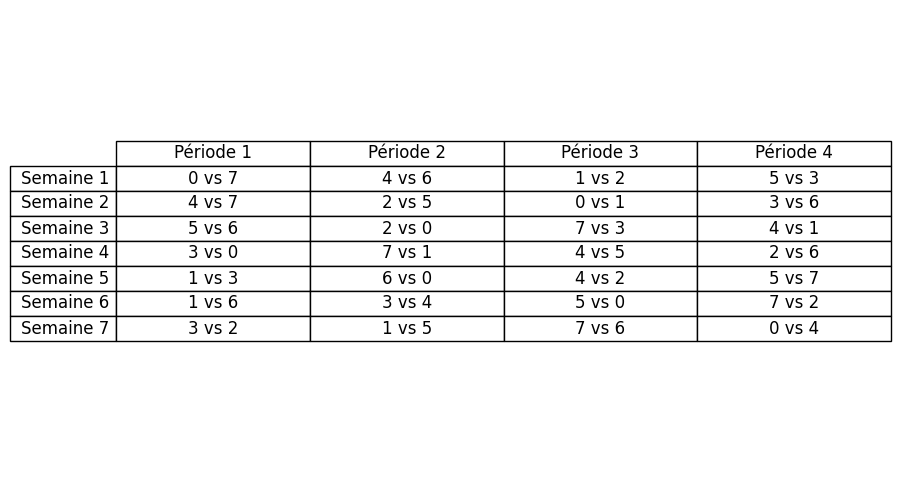 Période 1 Période 2 Période 3 Période 4
Semaine 1 0 vs 7 4 vs 6 1 vs 2 5 vs 3
Semaine 2 4 vs 7 2 vs 5 0 vs 1 3 vs 6
Semaine 3 5 vs 6 2 vs 0 7 vs 3 4 vs 1
Semaine 4 3 vs 0 7 vs 1 4 vs 5 2 vs 6
Semaine 5 1 vs 3 6 vs 0 4 vs 2 5 vs 7
Semaine 6 1 vs 6 3 vs 4 5 vs 0 7 vs 2
Semaine 7 3 vs 2 1 vs 5 7 vs 6 0 vs 4